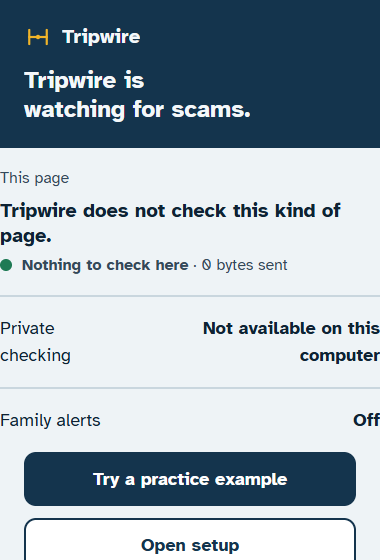 Tripwire
Tripwire is
watching for scams.
This page
Tripwire does not check this kind of
page.
Nothing to check here · 0 bytes sent
Private
checking
Not available on this
computer
Family alerts
Off
Try a practice example
Open setup